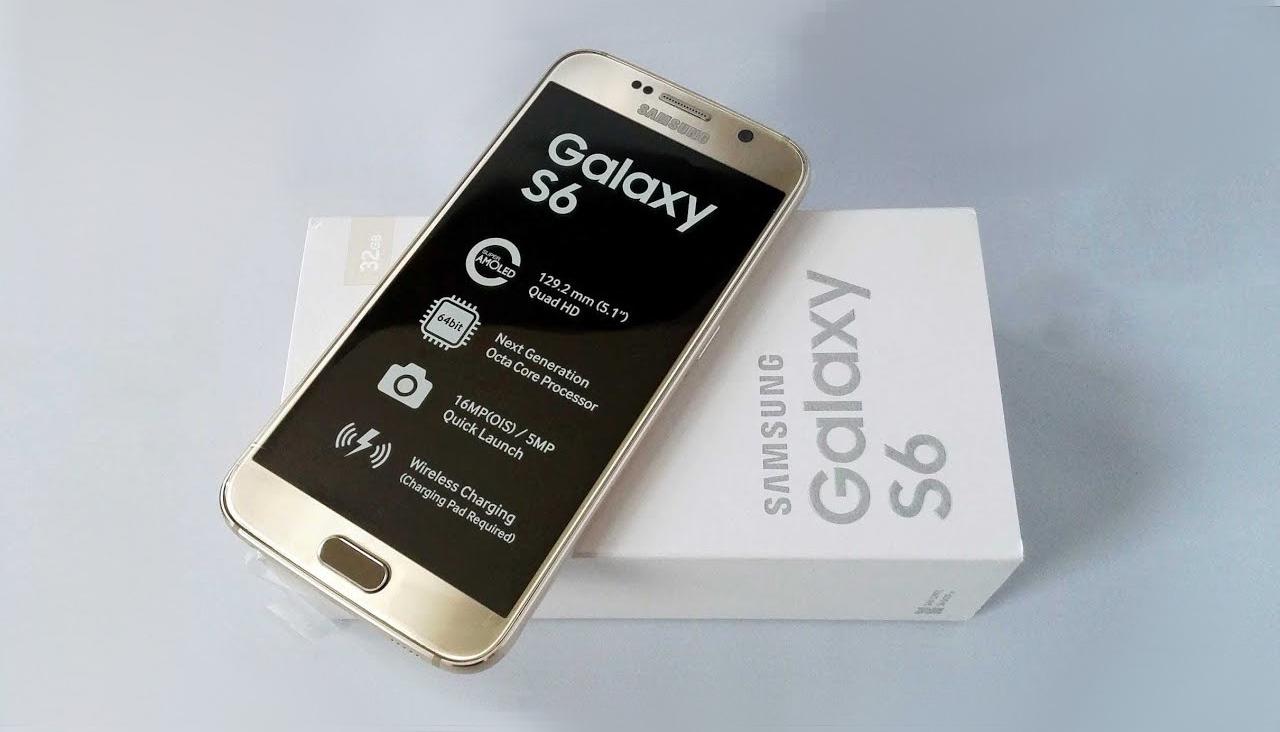 SAMSUNG
Galaxy
S6
SUPER
AMOLED
129.2 mm (5.1")
Quad HD
64bit
Next Generation
Octa Core Processor
16MP(OIS) / 5MP
Quick Launch
Wireless Charging
(Charging Pad Required)
32GB
SAMSUNG
Galaxy
S6